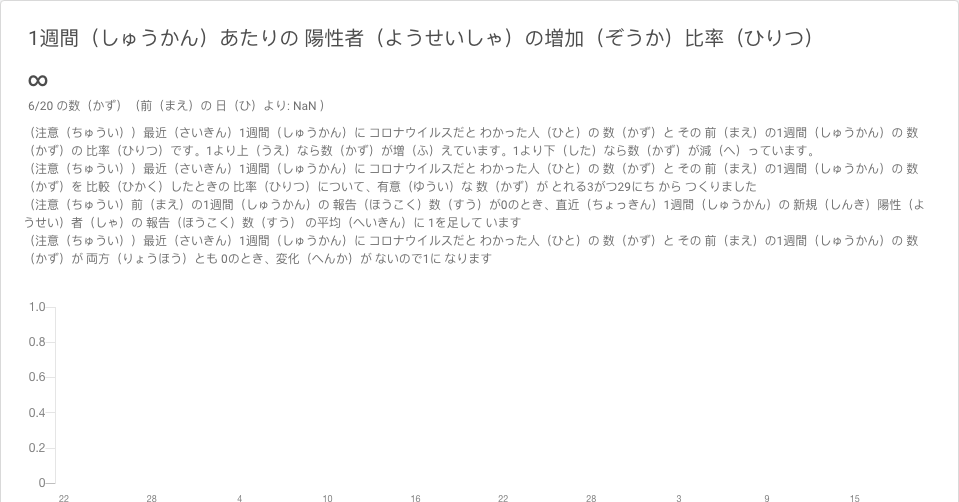 1週間（しゅうかん）あたりの 陽性者（ようせいしゃ）の増加（ぞうか）比率（ひりつ）
∞
6/20 の数（かず）（前（まえ）の 日（ひ）より: NaN ）
（注意（ちゅうい））最近（さいきん）1週間（しゅうかん）に コロナウイルスだと わかった人（ひと）の 数（かず）と その 前（まえ）の1週間（しゅうかん）の 数
（かず）の 比率（ひりつ）です。1より上（うえ）なら数（かず）が増（ふ）えています。1より下（した）なら数（かず）が減（へ）っています。
（注意（ちゅうい））最近（さいきん）1週間（しゅうかん）に コロナウイルスだと わかった人（ひと）の 数（かず）と その 前（まえ）の1週間（しゅうかん）の 数
（かず）を 比較（ひかく）したときの 比率（ひりつ）について、有意（ゆうい）な 数（かず）が とれる3がつ29にち から つくりました
（注意（ちゅうい）前（まえ）の1週間（しゅうかん）の 報告（ほうこく）数（すう）が0のとき、直近（ちょっきん）1週間（しゅうかん）の 新規（しんき）陽性（よ
うせい）者（しゃ）の 報告（ほうこく）数（すう） の平均（へいきん）に 1を足して います
（注意（ちゅうい））最近（さいきん）1週間（しゅうかん）に コロナウイルスだと わかった人（ひと）の 数（かず）と その 前（まえ）の1週間（しゅうかん）の 数
（かず）が 両方（りょうほう）とも 0のとき、変化（へんか）が ないので1に なります
1.0
0.8
0.6
0.4
0.2
0
22 28 4 10 16 22 28 3 9 15